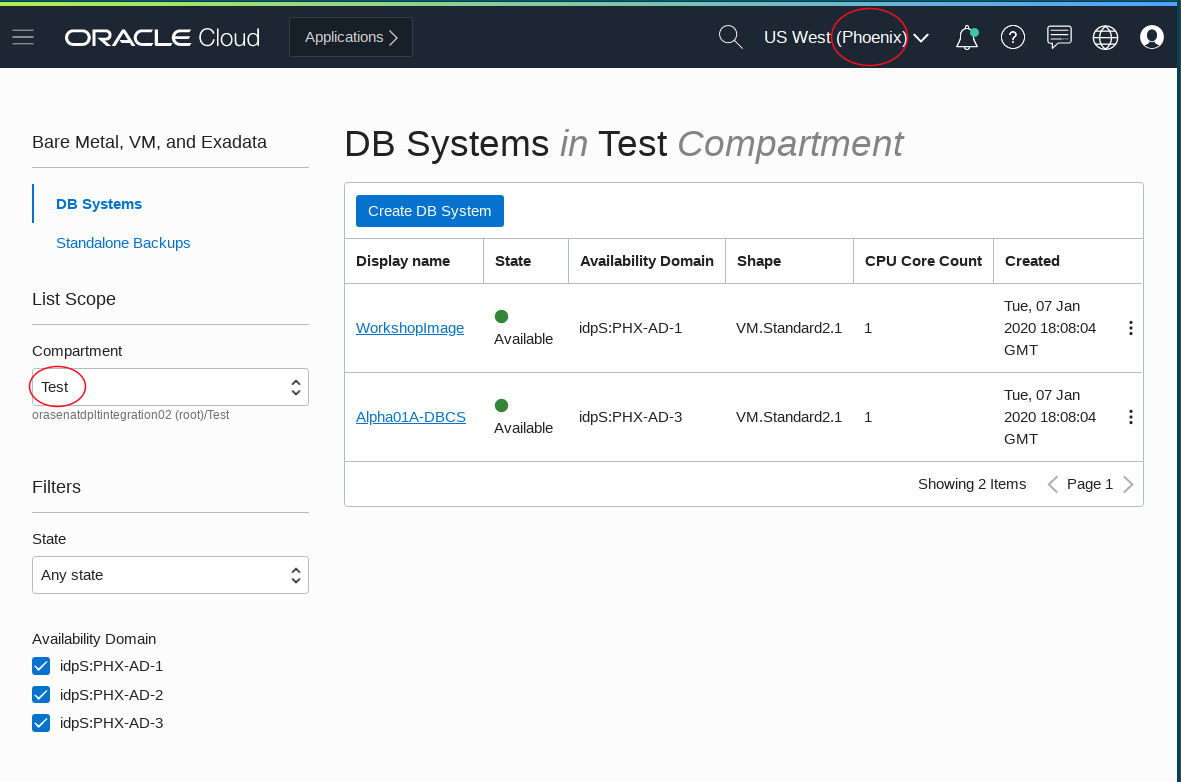 ORACLE Cloud
Applications
US West (Phoenix)
Bare Metal, VM, and Exadata
DB Systems
Standalone Backups
List Scope
Compartment
Test
orasenatdpltintegration02 (root)/Test
Filters
State
Any state
Availability Domain
idpS:PHX-AD-1
idpS:PHX-AD-2
idpS:PHX-AD-3
DB Systems in Test Compartment
Create DB System
Display name State Availability Domain Shape CPU Core Count Created
WorkshopImage Available idpS:PHX-AD-1 VM.Standard2.1 1 Tue, 07 Jan
2020 18:08:04
GMT
Alpha01A-DBCS Available idpS:PHX-AD-3 VM.Standard2.1 1 Tue, 07 Jan
2020 18:08:04
GMT
Showing 2 Items Page 1